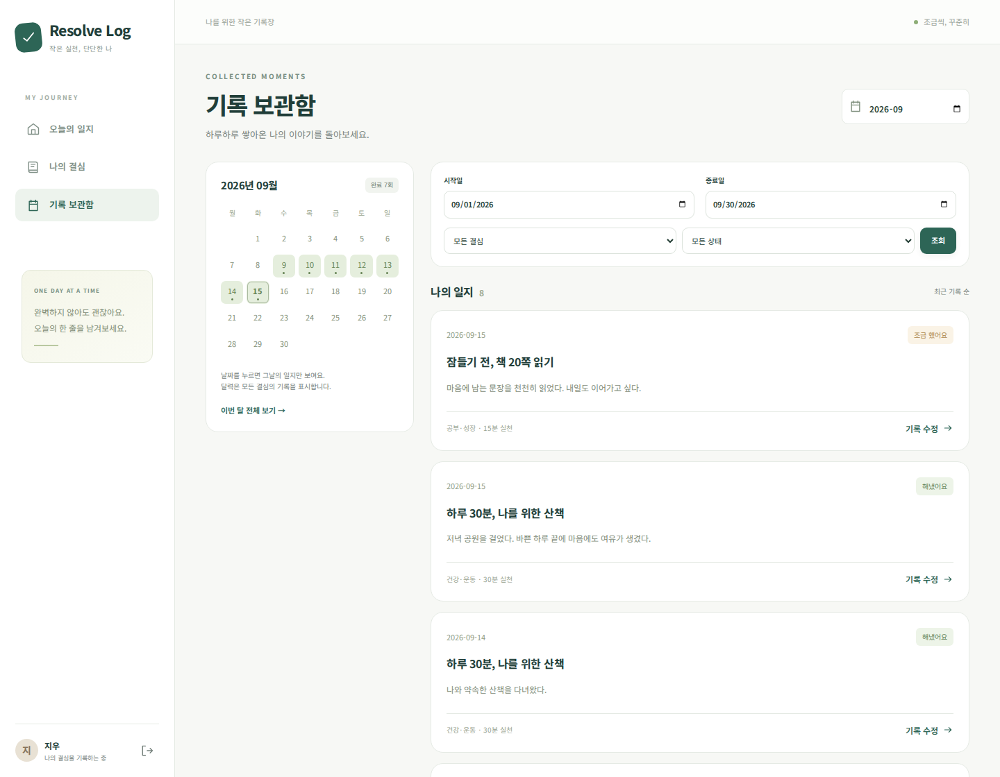 Resolve Log
작은 실천, 단단한 나
MY JOURNEY
오늘의 일지
나의 결심
기록 보관함
ONE DAY AT A TIME
완벽하지 않아도 괜찮아요.
오늘의 한 줄을 남겨보세요.
지
지우
나의 결심을 기록하는 중
나를 위한 작은 기록장
조금씩, 꾸준히
COLLECTED MOMENTS
기록 보관함
하루하루 쌓아온 나의 이야기를 돌아보세요.
2026-09
2026년 09월
완료 7회
월 화 수 목 금 토 일
1 2 3 4 5 6
7 8 9 10 11 12 13
14 15 16 17 18 19 20
21 22 23 24 25 26 27
28 29 30
날짜를 누르면 그날의 일지만 보여요.
달력은 모든 결심의 기록을 표시합니다.
이번 달 전체 보기 →
시작일
종료일
09/01/2026
09/30/2026
모든 결심
모든 상태
조회
나의 일지 8
최근 기록 순
2026-09-15
조금 했어요
잠들기 전, 책 20쪽 읽기
마음에 남는 문장을 천천히 읽었다. 내일도 이어가고 싶다.
공부·성장 · 15분 실천
기록 수정 →
2026-09-15
해냈어요
하루 30분, 나를 위한 산책
저녁 공원을 걸었다. 바쁜 하루 끝에 마음에도 여유가 생겼다.
건강·운동 · 30분 실천
기록 수정 →
2026-09-14
해냈어요
하루 30분, 나를 위한 산책
나와 약속한 산책을 다녀왔다.
건강·운동 · 30분 실천
기록 수정 →